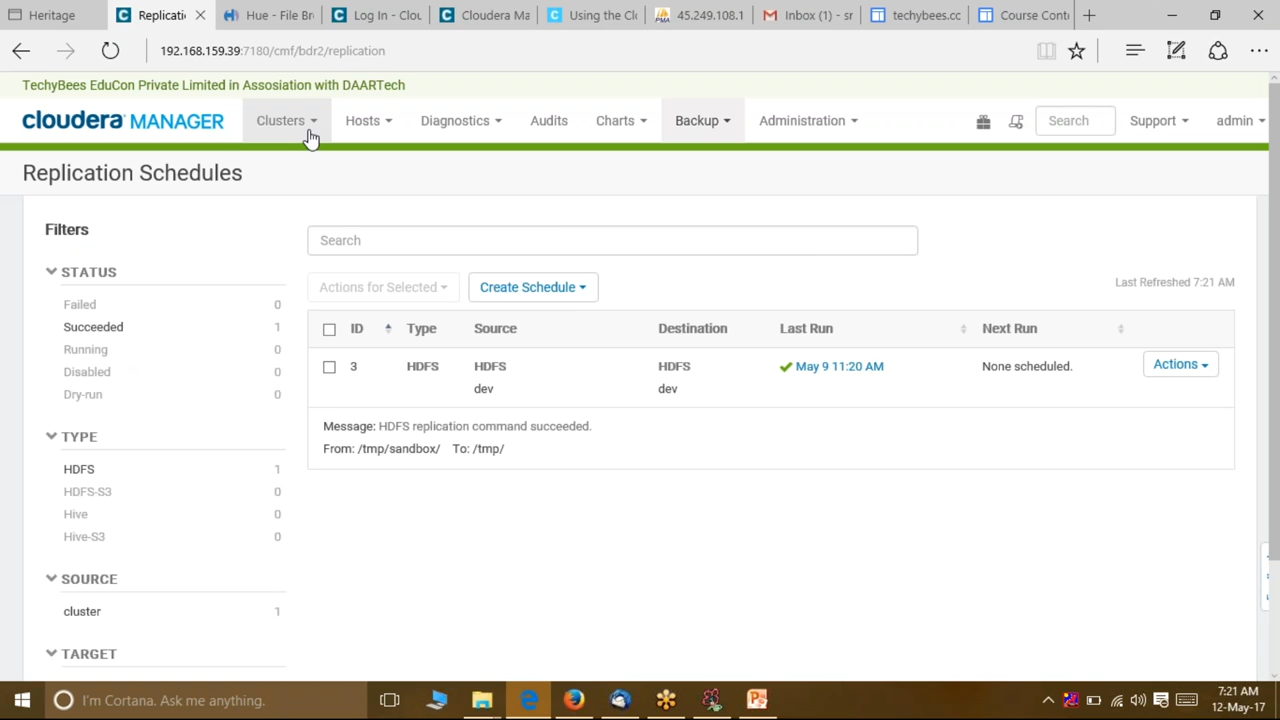 Heritage
Replicatio
Hue - File Bro
Log In - Clou
Cloudera Ma
Using the Clo
45.249.108.1
Inbox (1) - sr
techybees.cc
Course Conte
192.168.159.39:7180/cmf/bdr2/replication
TechyBees EduCon Private Limited in Assosiation with DAARTech
cloudera MANAGER
Clusters
Hosts
Diagnostics
Audits
Charts
Backup
Administration
Search
Support
admin
Replication Schedules
Filters
STATUS
Failed 0
Succeeded 1
Running 0
Disabled 0
Dry-run 0
TYPE
HDFS 1
HDFS-S3 0
Hive 0
Hive-S3 0
SOURCE
cluster 1
TARGET
Search
Actions for Selected
Create Schedule
Last Refreshed 7:21 AM
ID Type Source Destination Last Run Next Run
3 HDFS HDFS HDFS May 9 11:20 AM None scheduled. Actions
dev dev
Message: HDFS replication command succeeded.
From: /tmp/sandbox/ To: /tmp/
I'm Cortana. Ask me anything.
7:21 AM
12-May-17